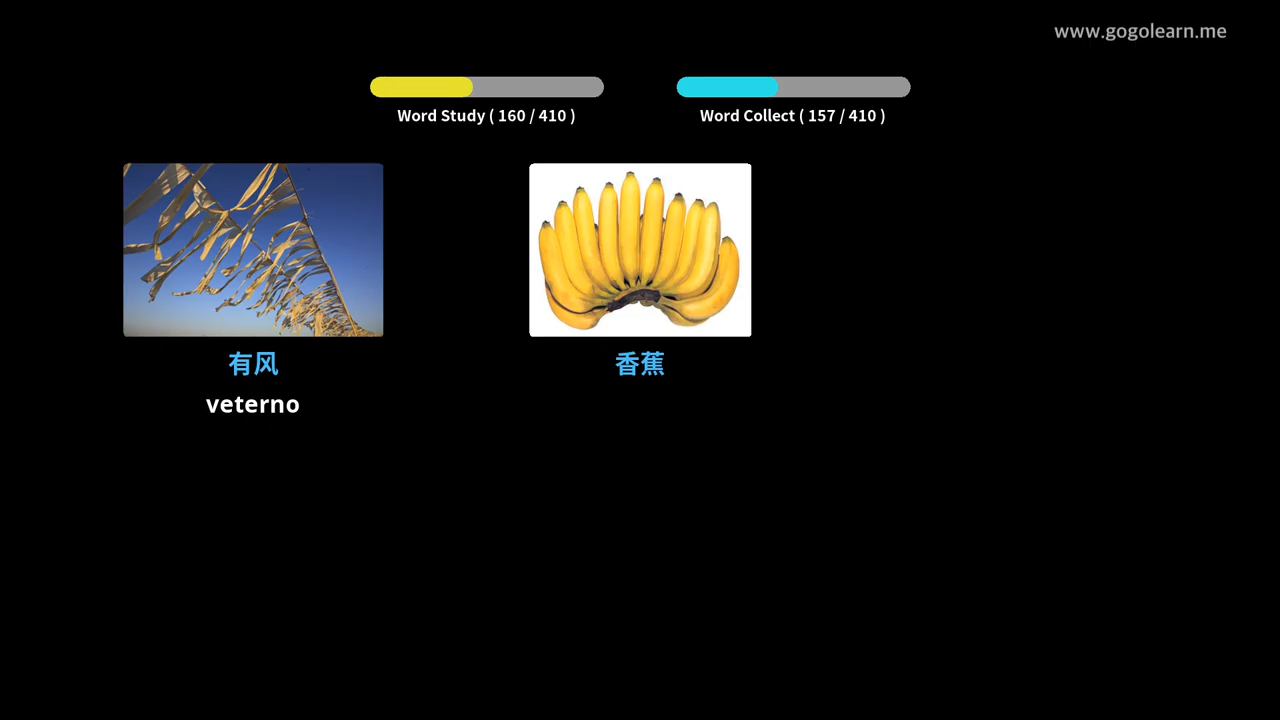 www.gogolearn.me
Word Study ( 160 / 410 )
Word Collect ( 157 / 410 )
有风
veterno
香蕉